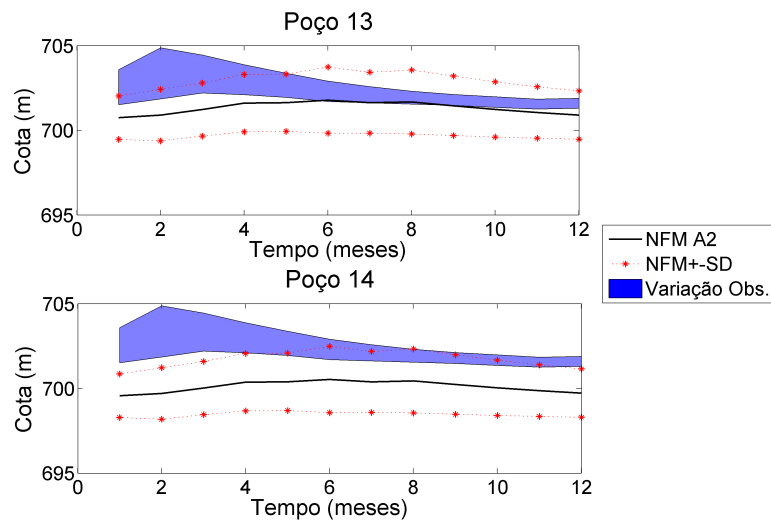 Poço 13
705
700
695
Cota (m)
0 2 4 6 8 10 12
Tempo (meses)
Poço 14
705
700
695
Cota (m)
0 2 4 6 8 10 12
Tempo (meses)
NFM A2
NFM+-SD
Variação Obs.